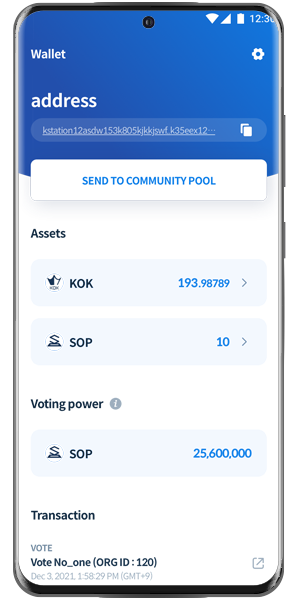 12:30
Wallet
address
kstation12asdw153k805kjkkjswf.k35eex12···
SEND TO COMMUNITY POOL
Assets
KOK
KOK 193.98789
SOP 10
Voting power i
SOP 25,600,000
Transaction
VOTE
Vote No_one (ORG ID : 120)
Dec 3, 2021, 1:58:29 PM (GMT+9)